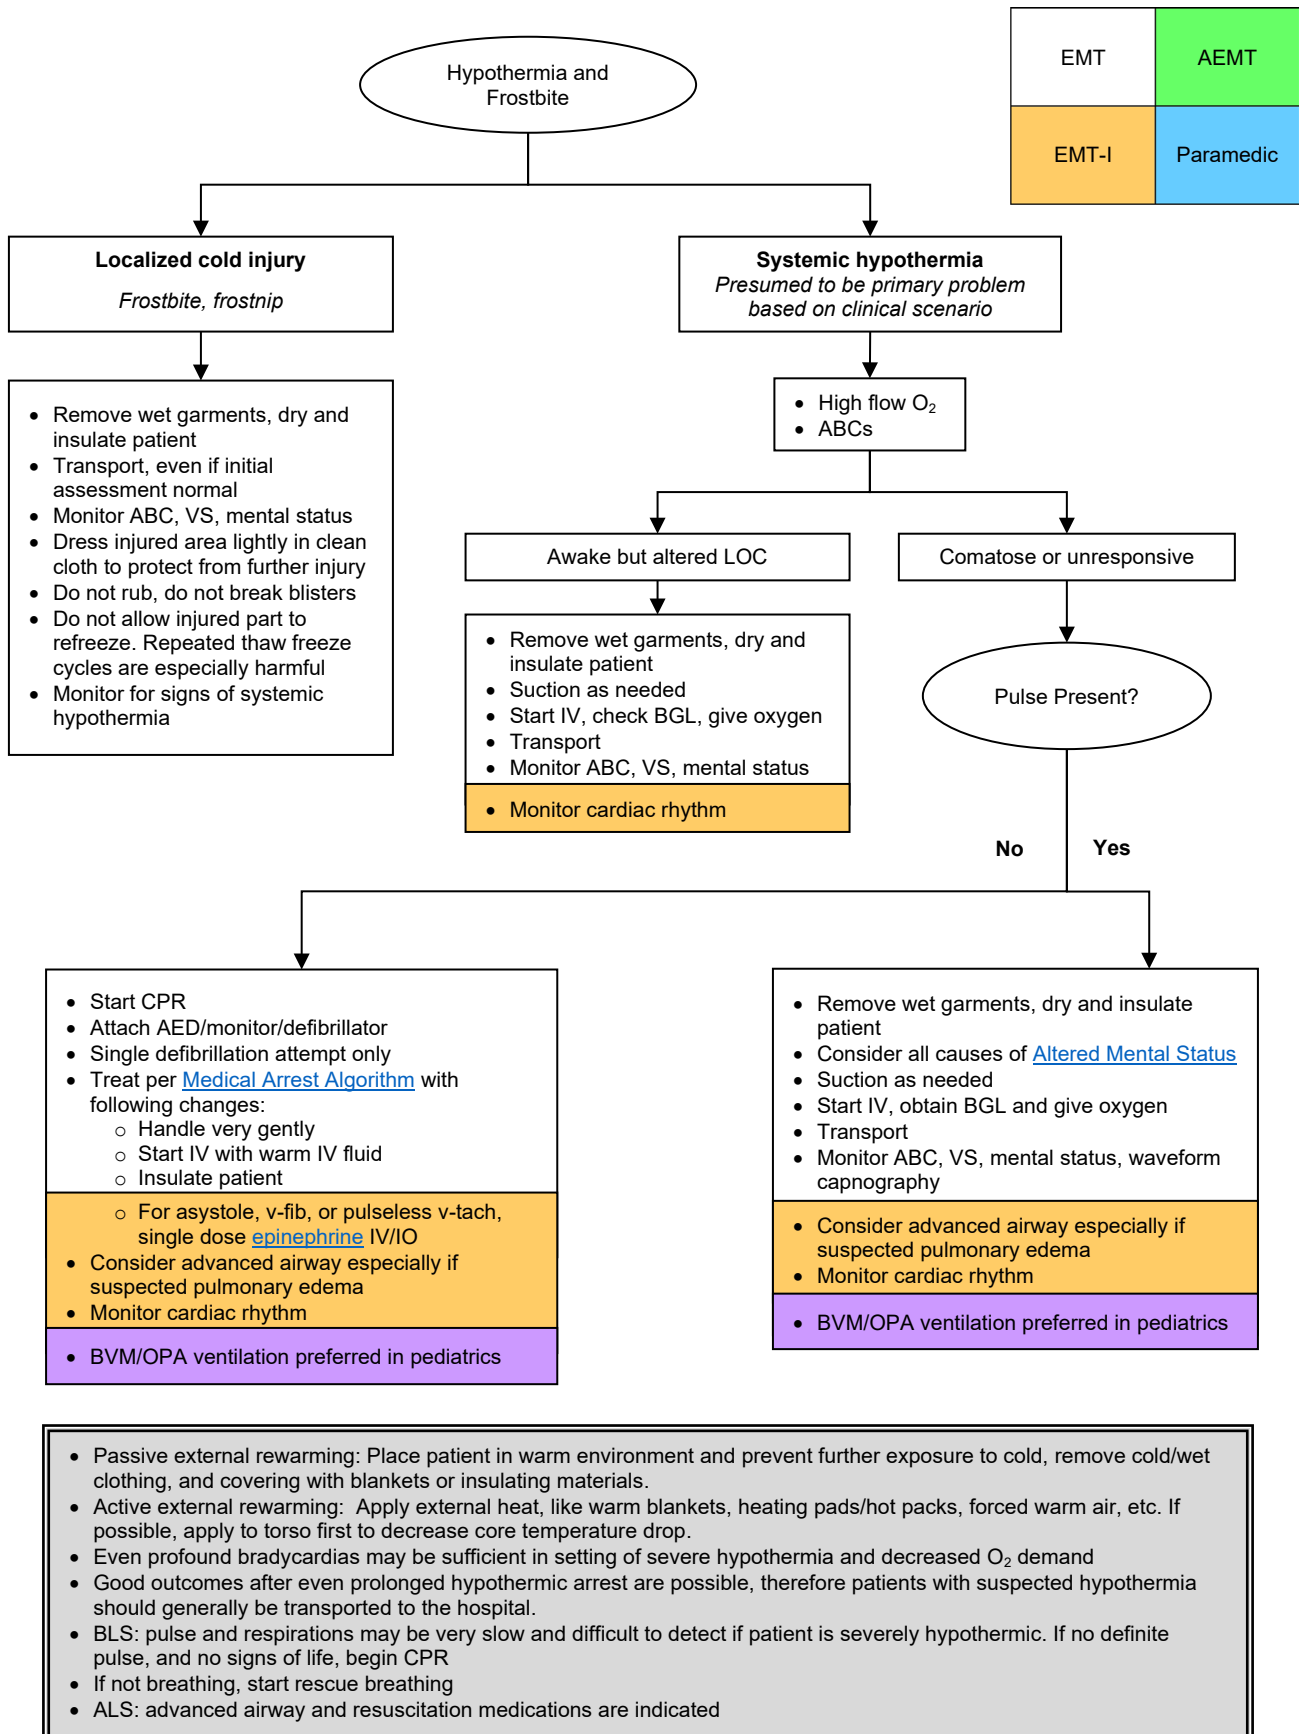 Hypothermia and
Frostbite
EMT
AEMT
EMT-I
Paramedic
Localized cold injury
Frostbite, frostnip
Systemic hypothermia
Presumed to be primary problem
based on clinical scenario
• Remove wet garments, dry and
insulate patient
• Transport, even if initial
assessment normal
• Monitor ABC, VS, mental status
• Dress injured area lightly in clean
cloth to protect from further injury
• Do not rub, do not break blisters
• Do not allow injured part to
refreeze. Repeated thaw freeze
cycles are especially harmful
• Monitor for signs of systemic
hypothermia
• High flow O₂
• ABCs
Awake but altered LOC
Comatose or unresponsive
• Remove wet garments, dry and
insulate patient
• Suction as needed
• Start IV, check BGL, give oxygen
• Transport
• Monitor ABC, VS, mental status
• Monitor cardiac rhythm
Pulse Present?
No
Yes
• Start CPR
• Attach AED/monitor/defibrillator
• Single defibrillation attempt only
• Treat per Medical Arrest Algorithm with
following changes:
o Handle very gently
o Start IV with warm IV fluid
o Insulate patient
o For asystole, v-fib, or pulseless v-tach,
single dose epinephrine IV/IO
• Consider advanced airway especially if
suspected pulmonary edema
• Monitor cardiac rhythm
• BVM/OPA ventilation preferred in pediatrics
• Remove wet garments, dry and insulate
patient
• Consider all causes of Altered Mental Status
• Suction as needed
• Start IV, obtain BGL and give oxygen
• Transport
• Monitor ABC, VS, mental status, waveform
capnography
• Consider advanced airway especially if
suspected pulmonary edema
• Monitor cardiac rhythm
• BVM/OPA ventilation preferred in pediatrics
• Passive external rewarming: Place patient in warm environment and prevent further exposure to cold, remove cold/wet
clothing, and covering with blankets or insulating materials.
• Active external rewarming: Apply external heat, like warm blankets, heating pads/hot packs, forced warm air, etc. If
possible, apply to torso first to decrease core temperature drop.
• Even profound bradycardias may be sufficient in setting of severe hypothermia and decreased O₂ demand
• Good outcomes after even prolonged hypothermic arrest are possible, therefore patients with suspected hypothermia
should generally be transported to the hospital.
• BLS: pulse and respirations may be very slow and difficult to detect if patient is severely hypothermic. If no definite
pulse, and no signs of life, begin CPR
• If not breathing, start rescue breathing
• ALS: advanced airway and resuscitation medications are indicated